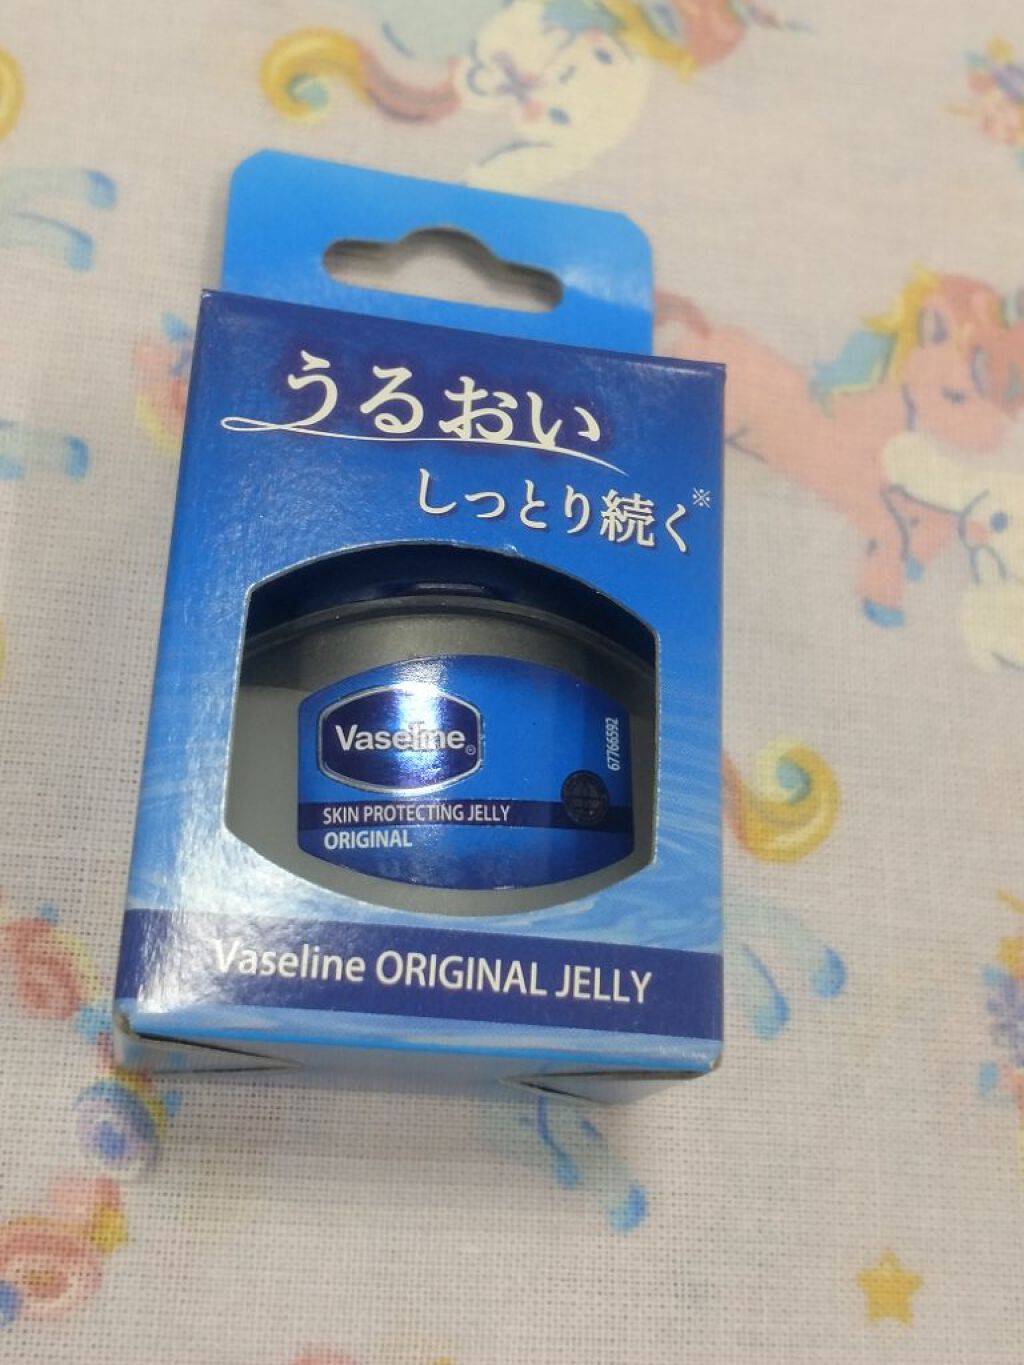 うるおい
しっとり続く※
Vaseline®
67766592
SKIN PROTECTING JELLY
ORIGINAL
Vaseline ORIGINAL JELLY